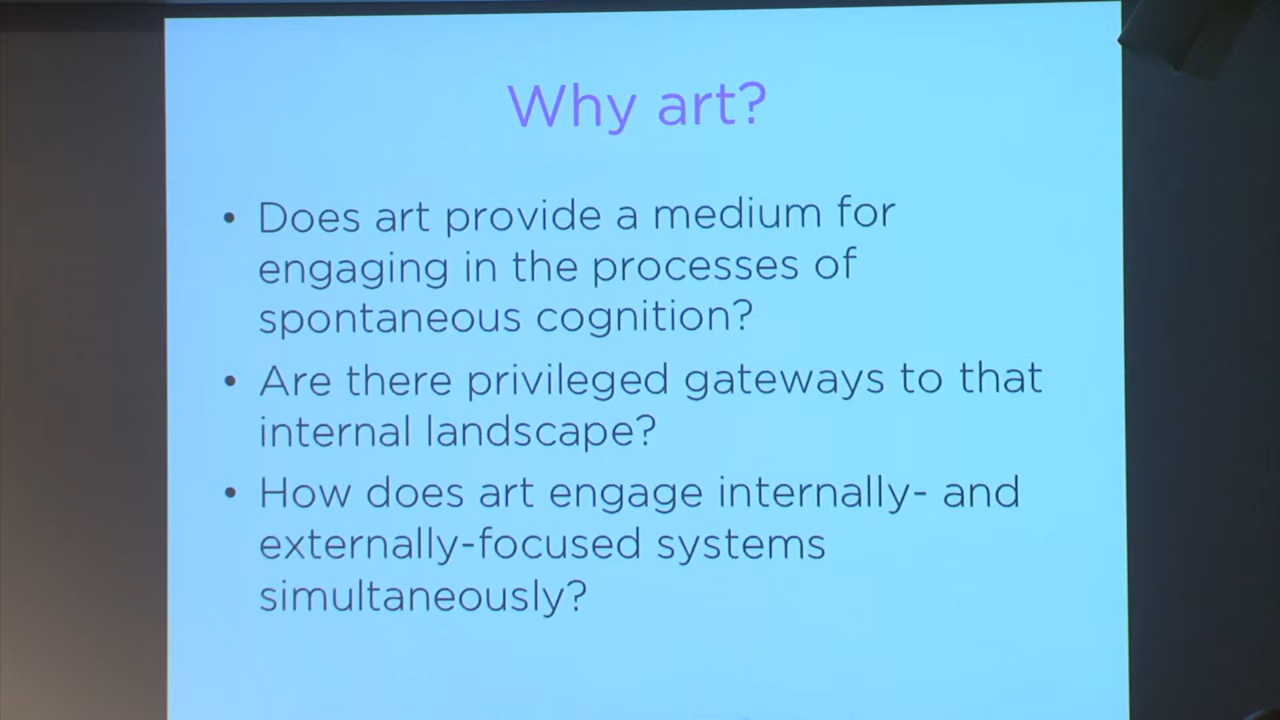 Why art?
• Does art provide a medium for
engaging in the processes of
spontaneous cognition?
• Are there privileged gateways to that
internal landscape?
• How does art engage internally- and
externally-focused systems
simultaneously?